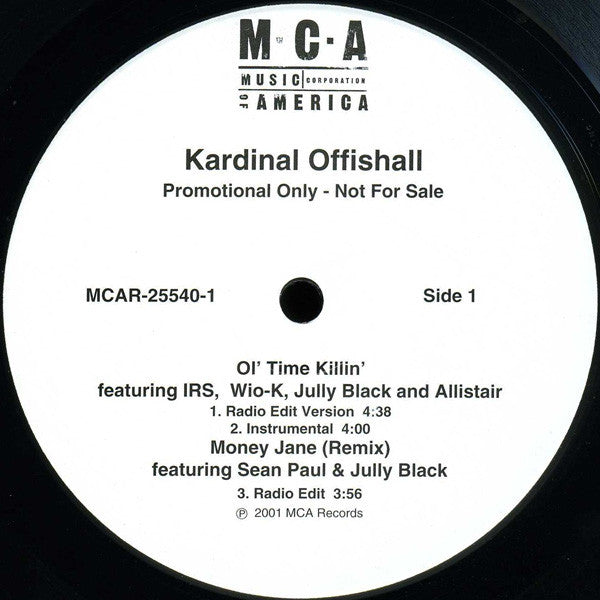 M·C·A
MUSIC CORPORATION
OF AMERICA
Kardinal Offishall
Promotional Only - Not For Sale
MCAR-25540-1 Side 1
Ol' Time Killin'
featuring IRS, Wio-K, Jully Black and Allistair
1. Radio Edit Version 4:38
2. Instrumental 4:00
Money Jane (Remix)
featuring Sean Paul & Jully Black
3. Radio Edit 3:56
℗ 2001 MCA Records